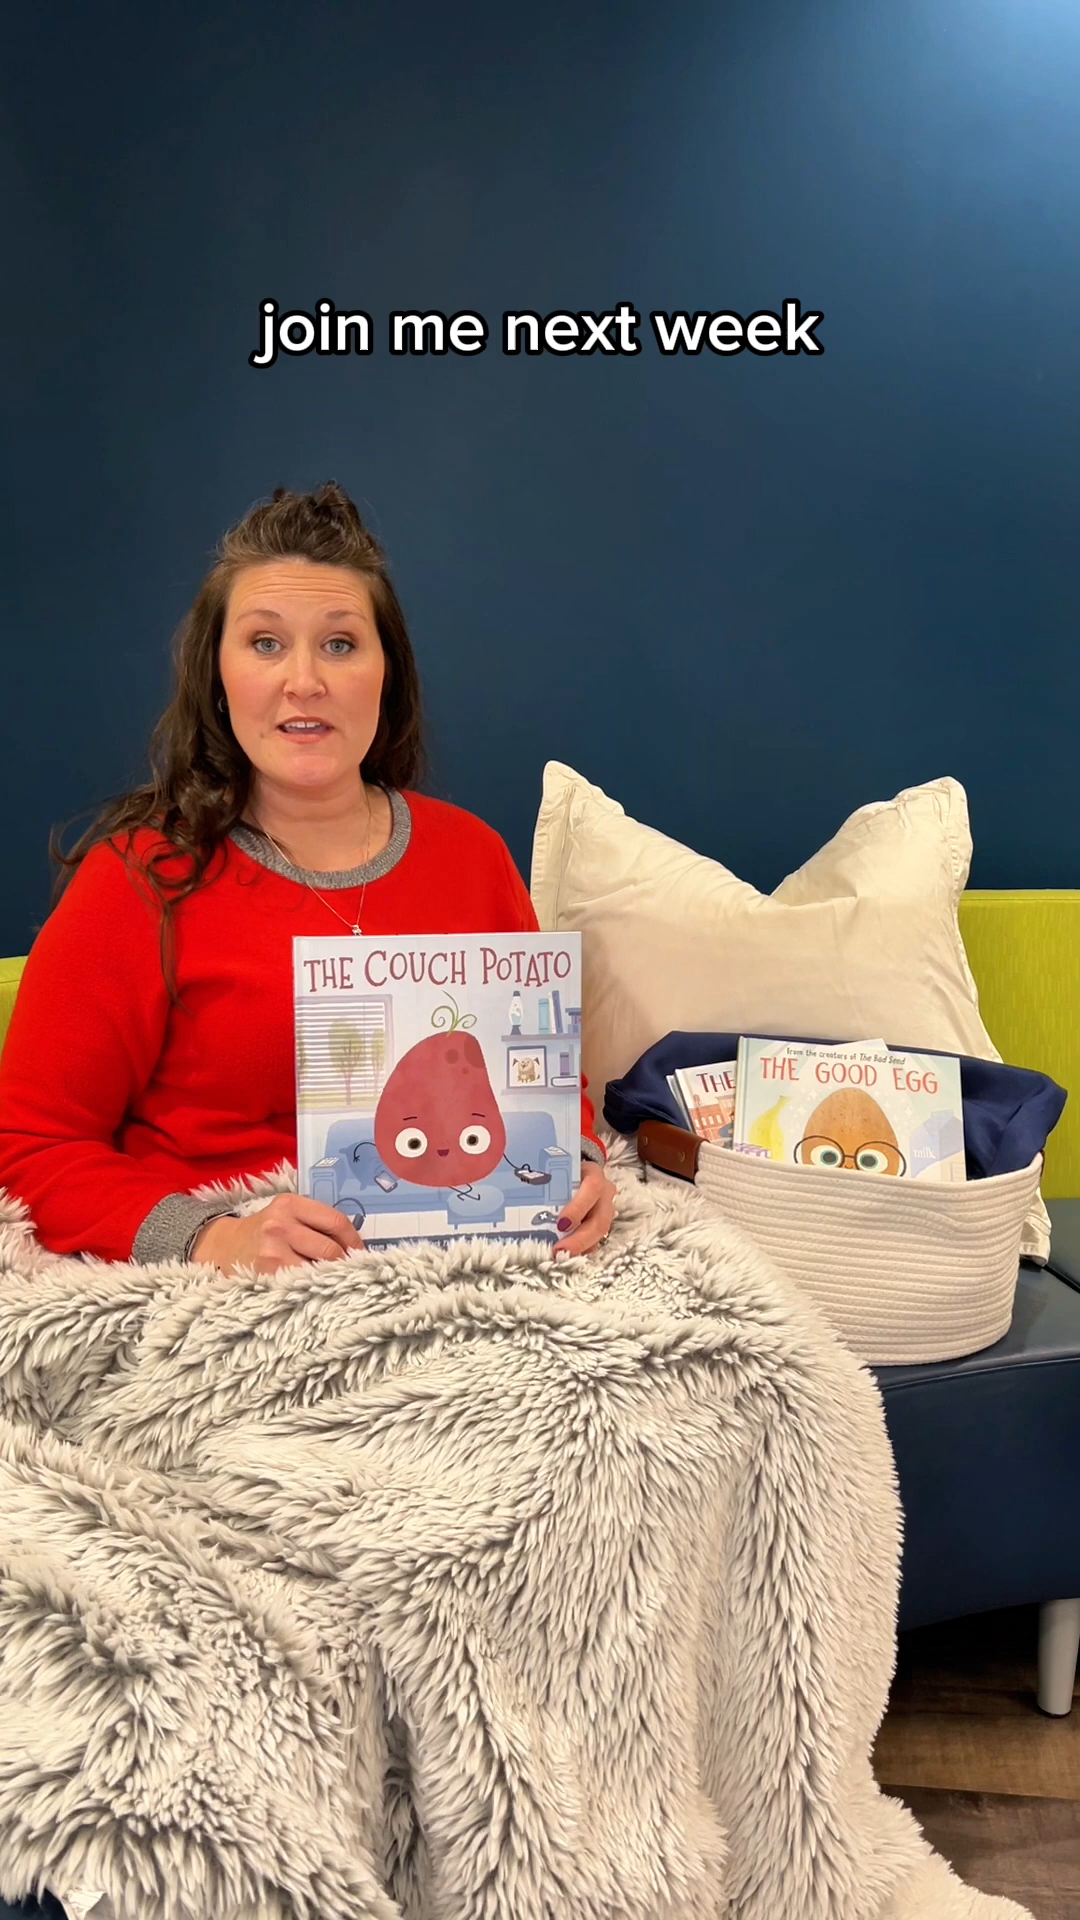 join me next week
THE COUCH POTATO
From the creators of The Bad Seed
THE GOOD EGG
THE
milk